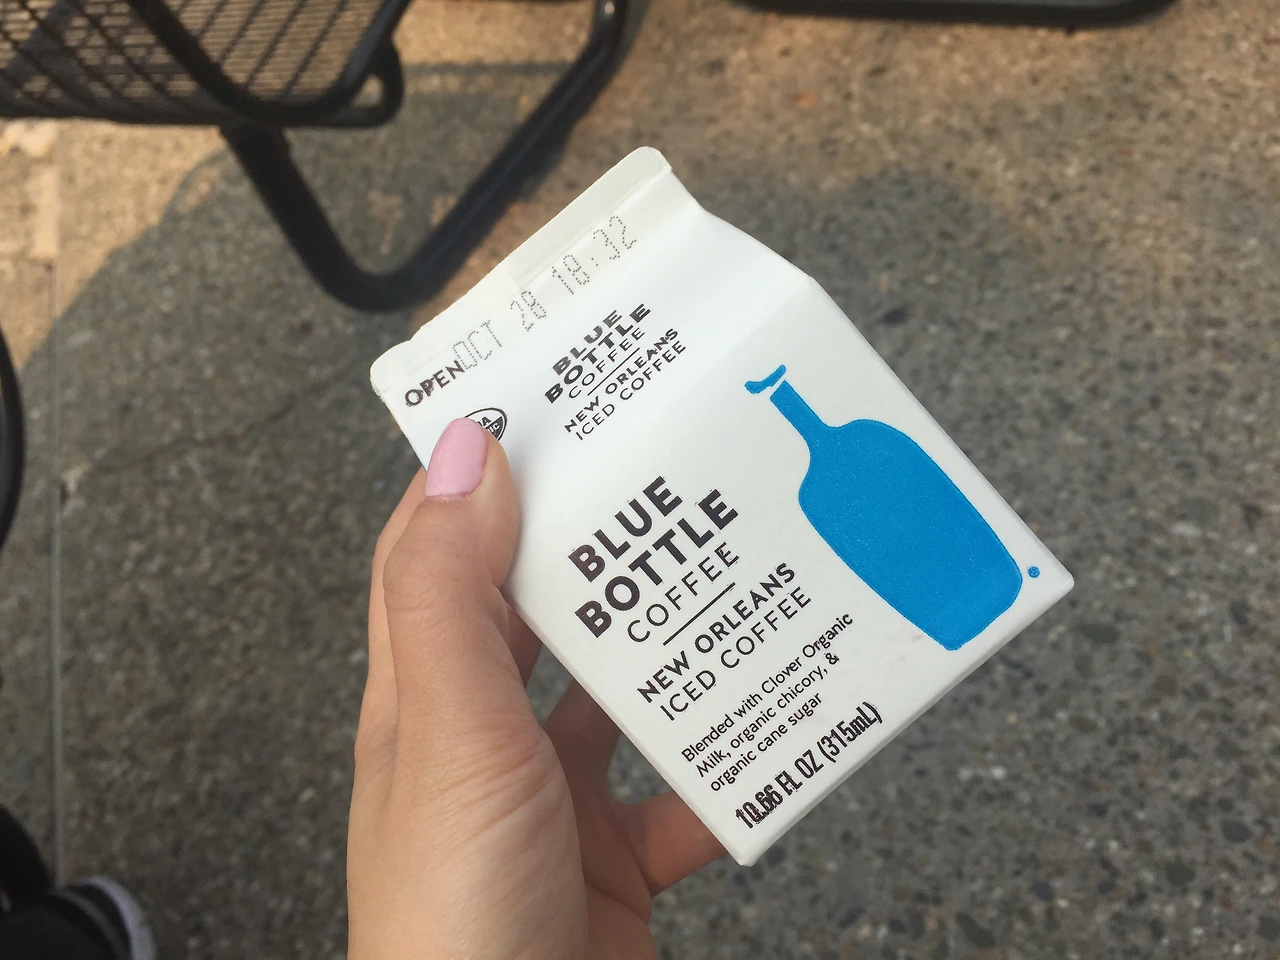 OPEN
OCT 28 18:32
BLUE
BOTTLE
COFFEE
NEW ORLEANS
ICED COFFEE
BLUE
BOTTLE
COFFEE
NEW ORLEANS
ICED COFFEE
Blended with Clover Organic
Milk, organic chicory, &
organic cane sugar
10.66 FL OZ (315mL)